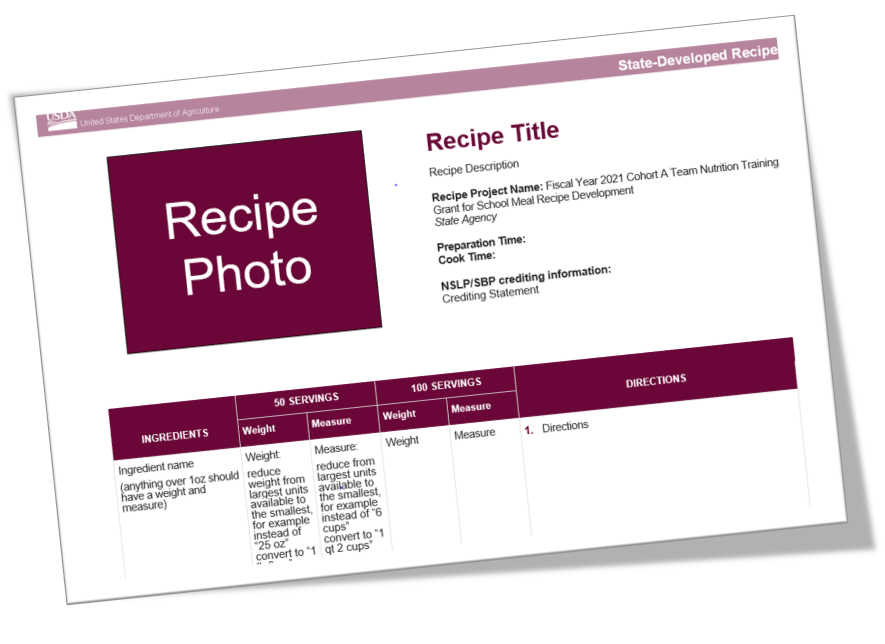 State-Developed Recipe
USDA
United States Department of Agriculture
Recipe
Photo
Recipe Title
Recipe Description
Recipe Project Name: Fiscal Year 2021 Cohort A Team Nutrition Training
Grant for School Meal Recipe Development
State Agency
Preparation Time:
Cook Time:
NSLP/SBP crediting information:
Crediting Statement
INGREDIENTS
50 SERVINGS
100 SERVINGS
DIRECTIONS
Weight
Measure
Weight
Measure
Ingredient name
(anything over 1oz should
have a weight and
measure)
Weight:
reduce
weight from
largest units
available to
the smallest,
for example
instead of
"25 oz"
convert to "1
Measure:
reduce from
largest units
available to
the smallest,
for example
instead of "6
cups"
convert to "1
qt 2 cups"
Weight
Measure
1. Directions